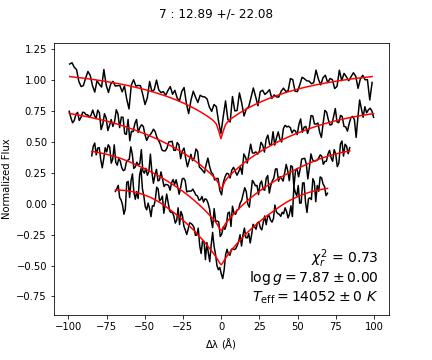 7 : 12.89 +/- 22.08
Normalized Flux
1.25
1.00
0.75
0.50
0.25
0.00
−0.25
−0.50
−0.75
χ²ᵣ = 0.73
log g = 7.87 ± 0.00
T_eff = 14052 ± 0 K
−100 −75 −50 −25 0 25 50 75 100
Δλ (Å)